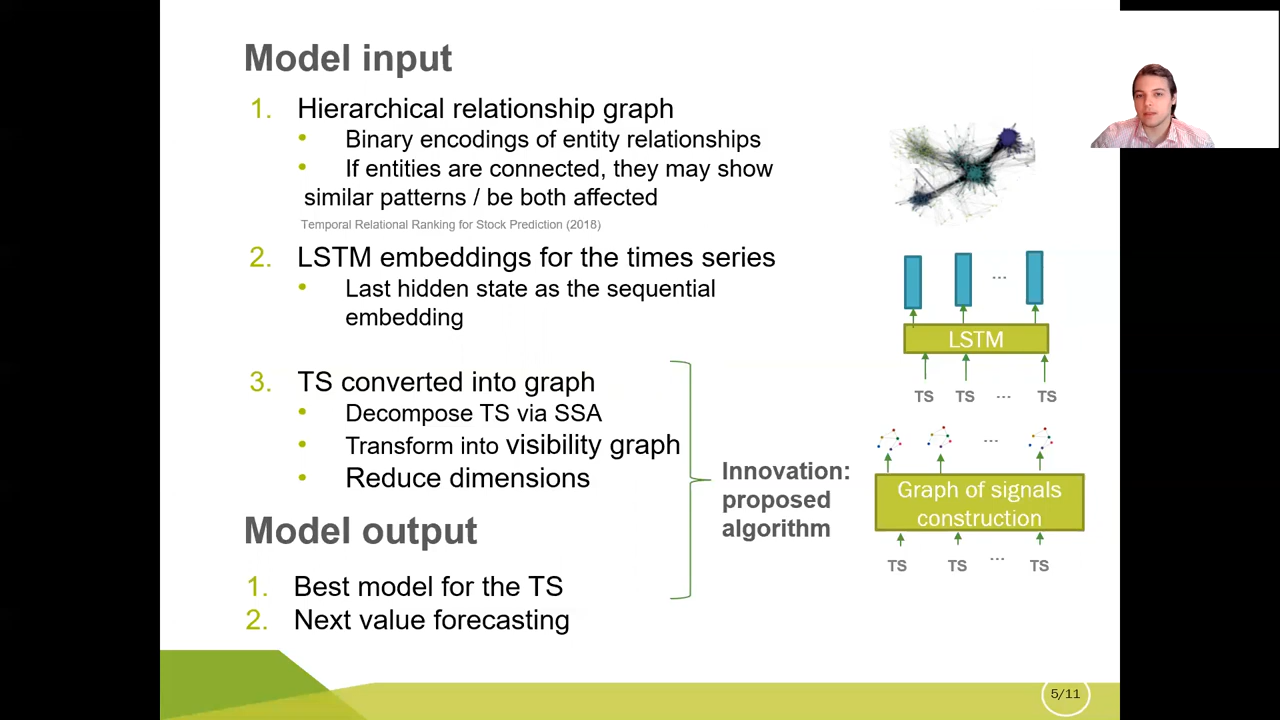 Model input
1. Hierarchical relationship graph
• Binary encodings of entity relationships
• If entities are connected, they may show
similar patterns / be both affected
Temporal Relational Ranking for Stock Prediction (2018)
2. LSTM embeddings for the times series
• Last hidden state as the sequential
embedding
3. TS converted into graph
• Decompose TS via SSA
• Transform into visibility graph
• Reduce dimensions
Model output
1. Best model for the TS
2. Next value forecasting
Innovation:
proposed
algorithm
...
LSTM
TS TS ... TS
...
Graph of signals
construction
TS TS ... TS
5/11